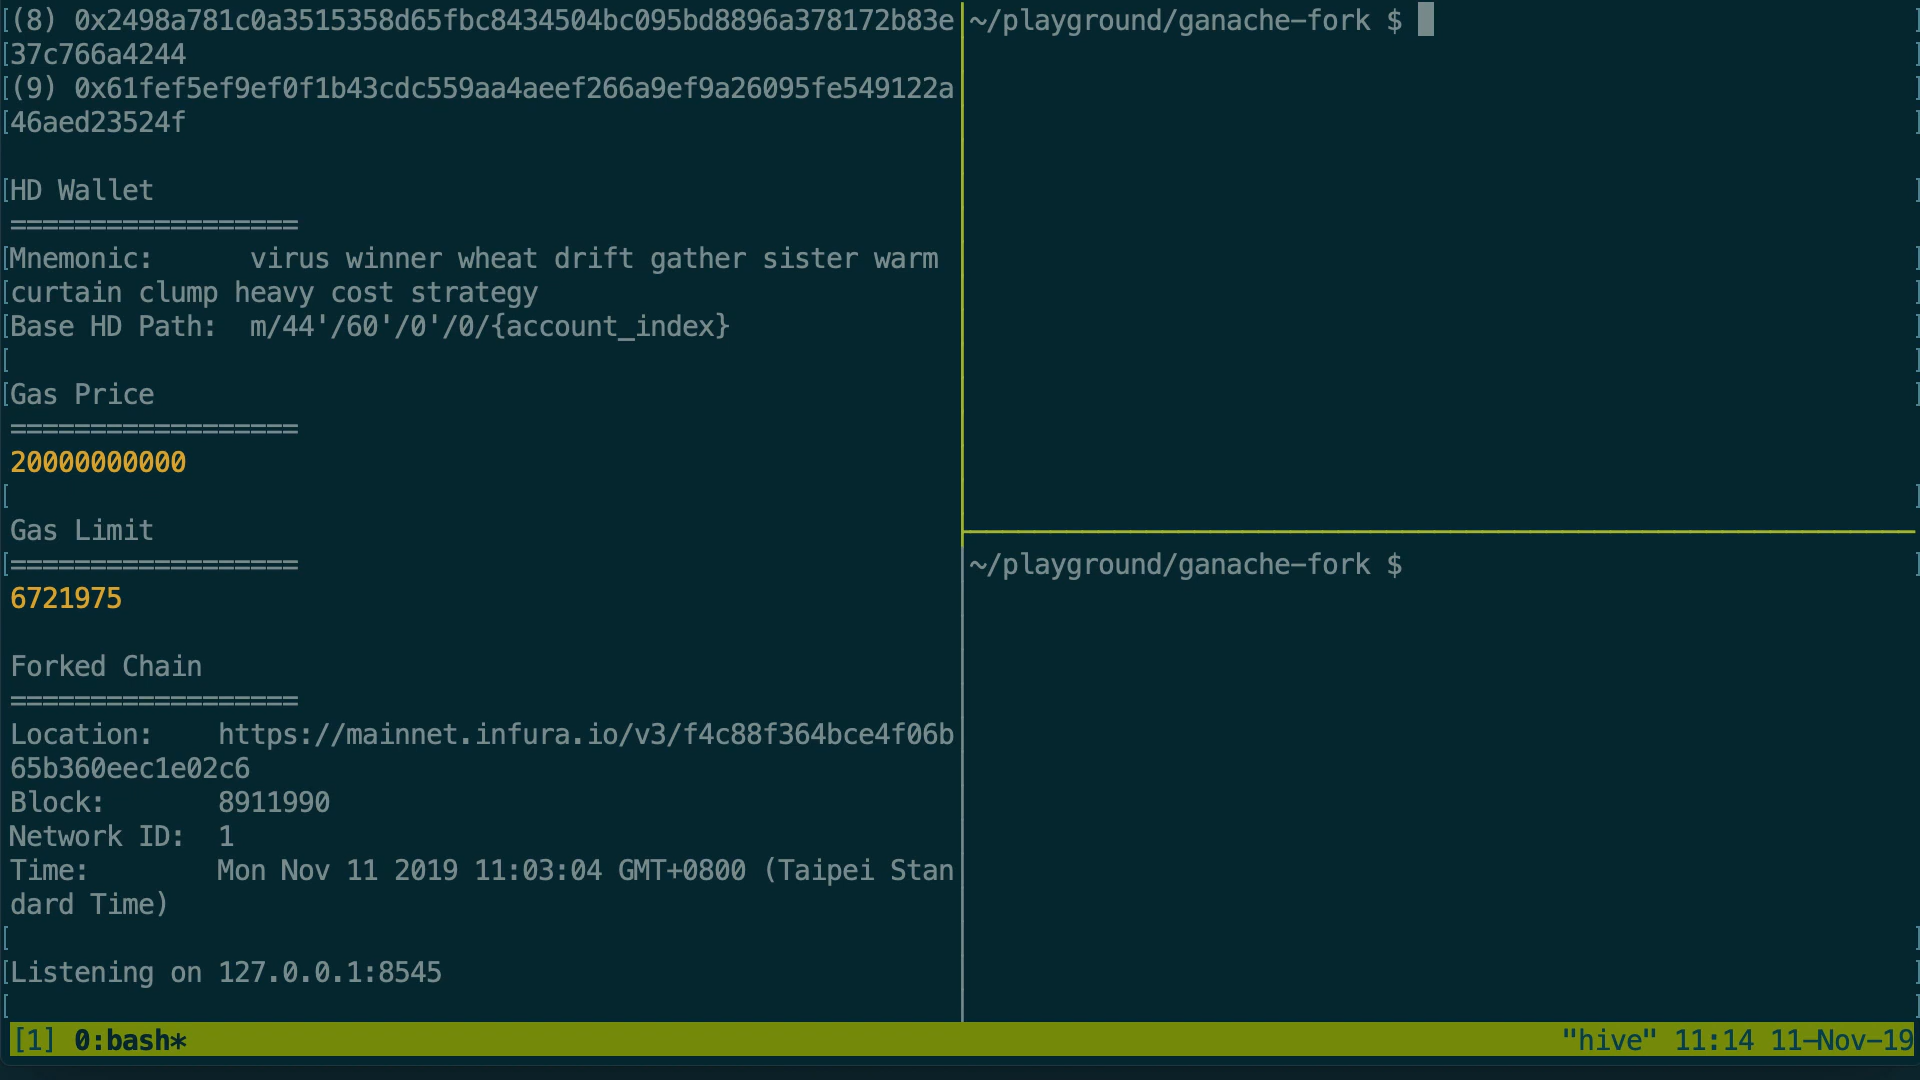 (8) 0x2498a781c0a3515358d65fbc8434504bc095bd8896a378172b83e
37c766a4244
(9) 0x61fef5ef9ef0f1b43cdc559aa4aeef266a9ef9a26095fe549122a
46aed23524f
HD Wallet
==================
Mnemonic:      virus winner wheat drift gather sister warm
curtain clump heavy cost strategy
Base HD Path:  m/44'/60'/0'/0/{account_index}
Gas Price
==================
20000000000
Gas Limit
==================
6721975
Forked Chain
==================
Location:    https://mainnet.infura.io/v3/f4c88f364bce4f06b
65b360eec1e02c6
Block:       8911990
Network ID:  1
Time:        Mon Nov 11 2019 11:03:04 GMT+0800 (Taipei Stan
dard Time)
Listening on 127.0.0.1:8545
~/playground/ganache-fork $
~/playground/ganache-fork $
[1] 0:bash*
"hive" 11:14 11-Nov-19